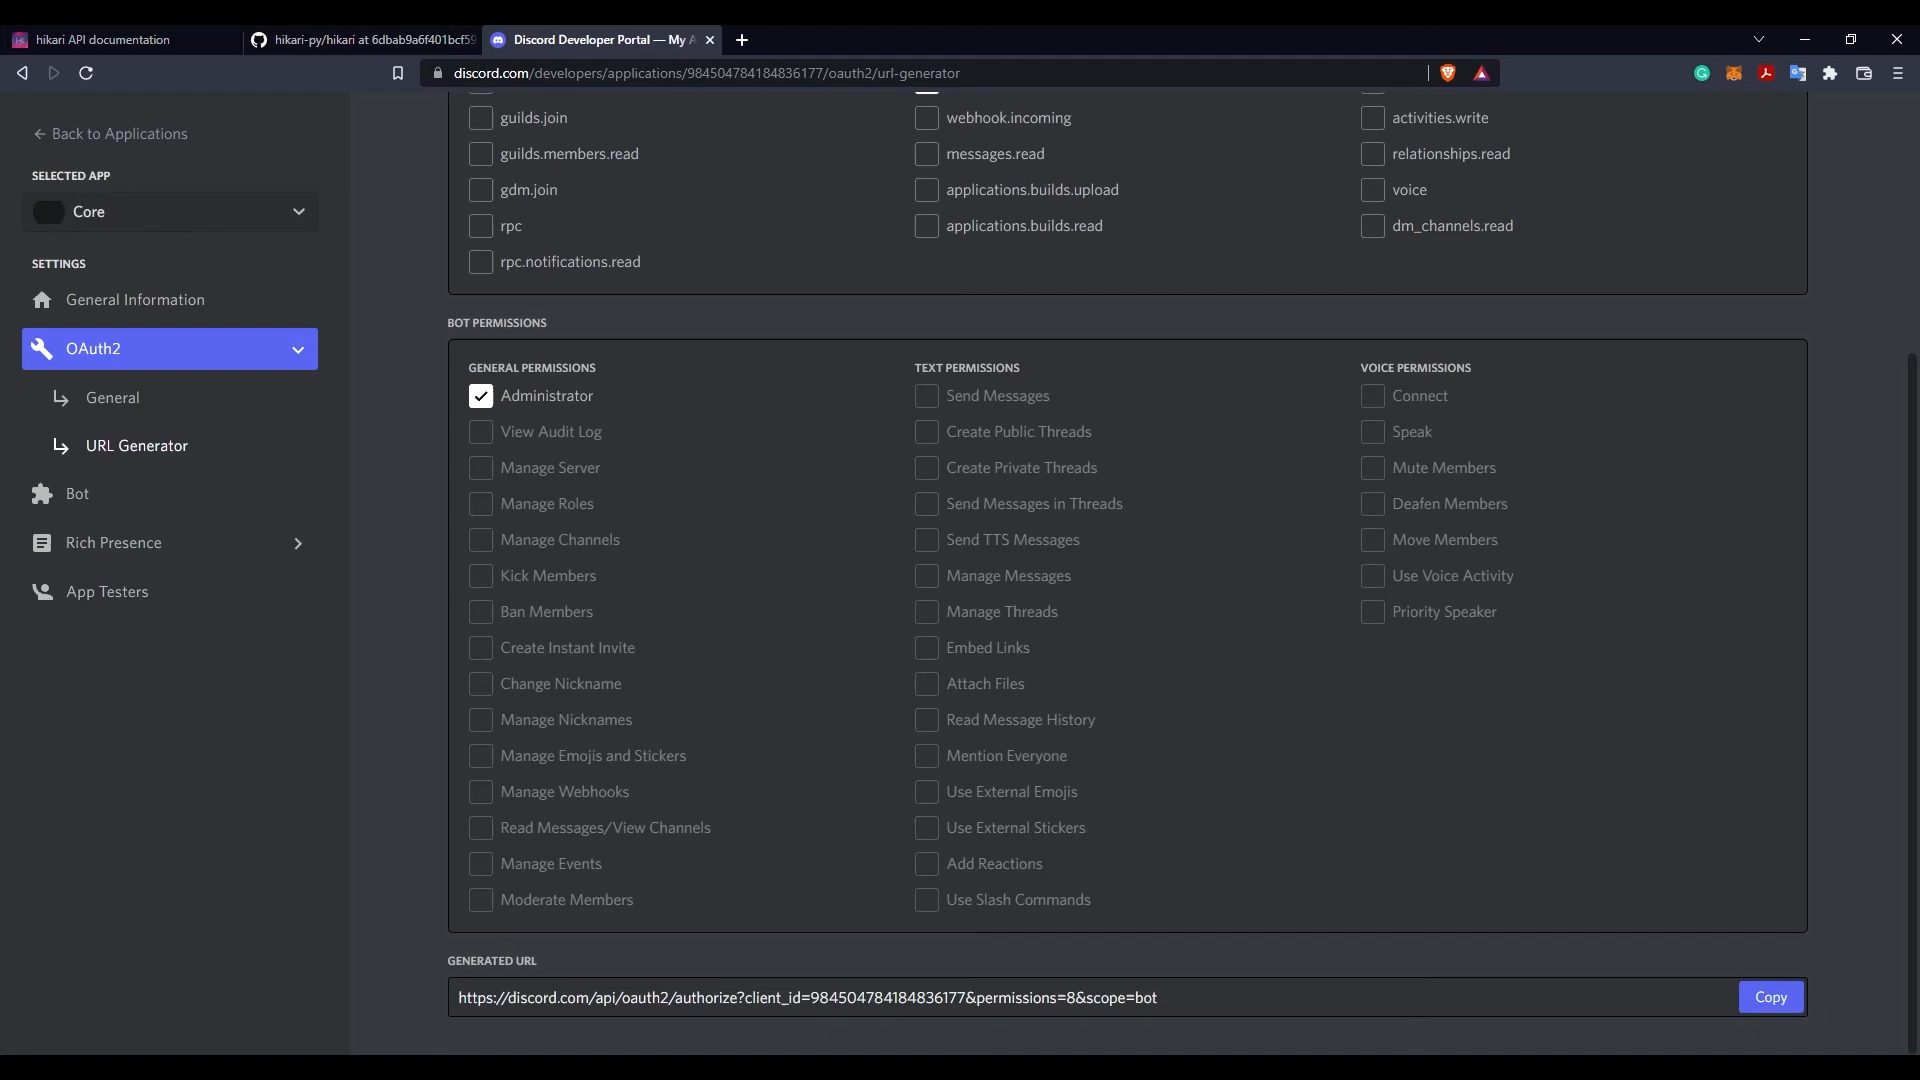 hikari API documentation
hikari-py/hikari at 6dbab9a6f401bcf59
Discord Developer Portal — My A
discord.com/developers/applications/984504784184836177/oauth2/url-generator
Back to Applications
SELECTED APP
Core
SETTINGS
General Information
OAuth2
General
URL Generator
Bot
Rich Presence
App Testers
guilds.join
webhook.incoming
activities.write
guilds.members.read
messages.read
relationships.read
gdm.join
applications.builds.upload
voice
rpc
applications.builds.read
dm_channels.read
rpc.notifications.read
BOT PERMISSIONS
GENERAL PERMISSIONS
Administrator
View Audit Log
Manage Server
Manage Roles
Manage Channels
Kick Members
Ban Members
Create Instant Invite
Change Nickname
Manage Nicknames
Manage Emojis and Stickers
Manage Webhooks
Read Messages/View Channels
Manage Events
Moderate Members
TEXT PERMISSIONS
Send Messages
Create Public Threads
Create Private Threads
Send Messages in Threads
Send TTS Messages
Manage Messages
Manage Threads
Embed Links
Attach Files
Read Message History
Mention Everyone
Use External Emojis
Use External Stickers
Add Reactions
Use Slash Commands
VOICE PERMISSIONS
Connect
Speak
Mute Members
Deafen Members
Move Members
Use Voice Activity
Priority Speaker
GENERATED URL
https://discord.com/api/oauth2/authorize?client_id=984504784184836177&permissions=8&scope=bot
Copy